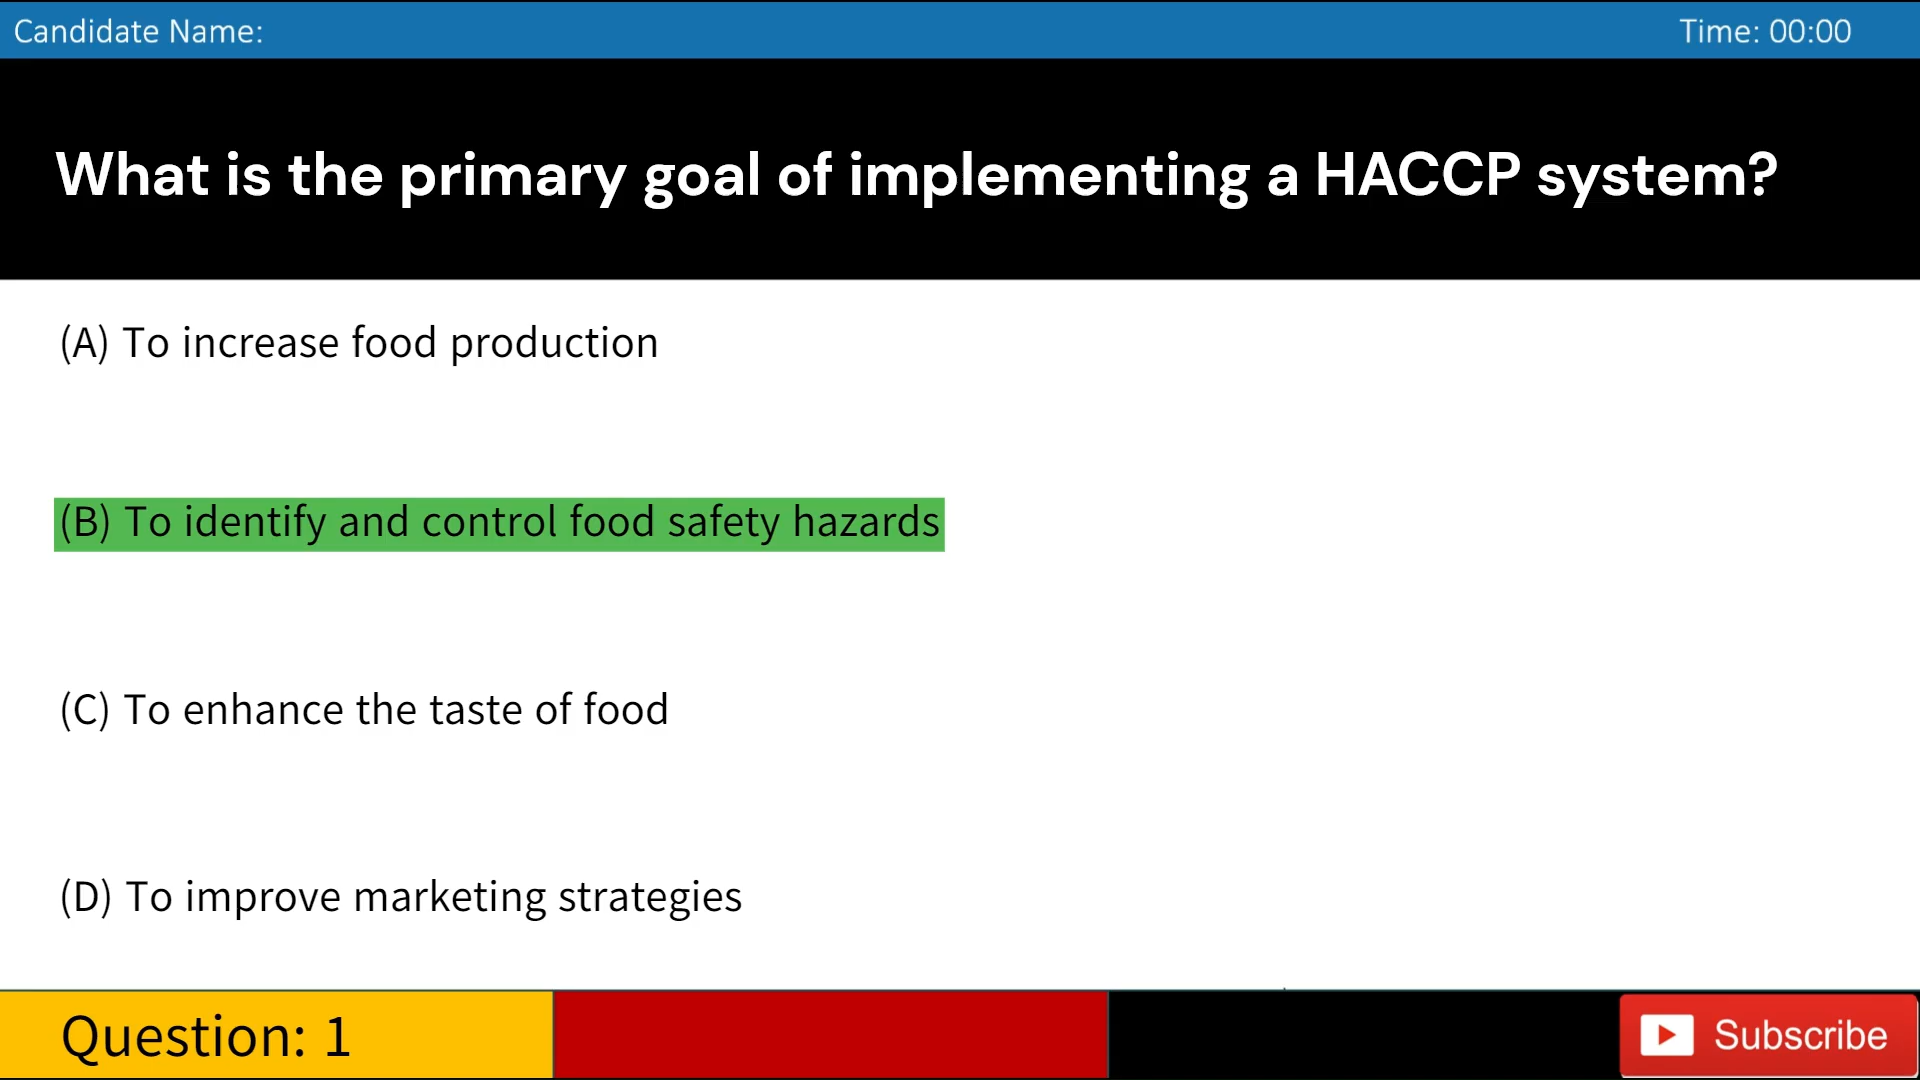 Candidate Name:
Time: 00:00
What is the primary goal of implementing a HACCP system?
(A) To increase food production
(B) To identify and control food safety hazards
(C) To enhance the taste of food
(D) To improve marketing strategies
Question: 1
Subscribe